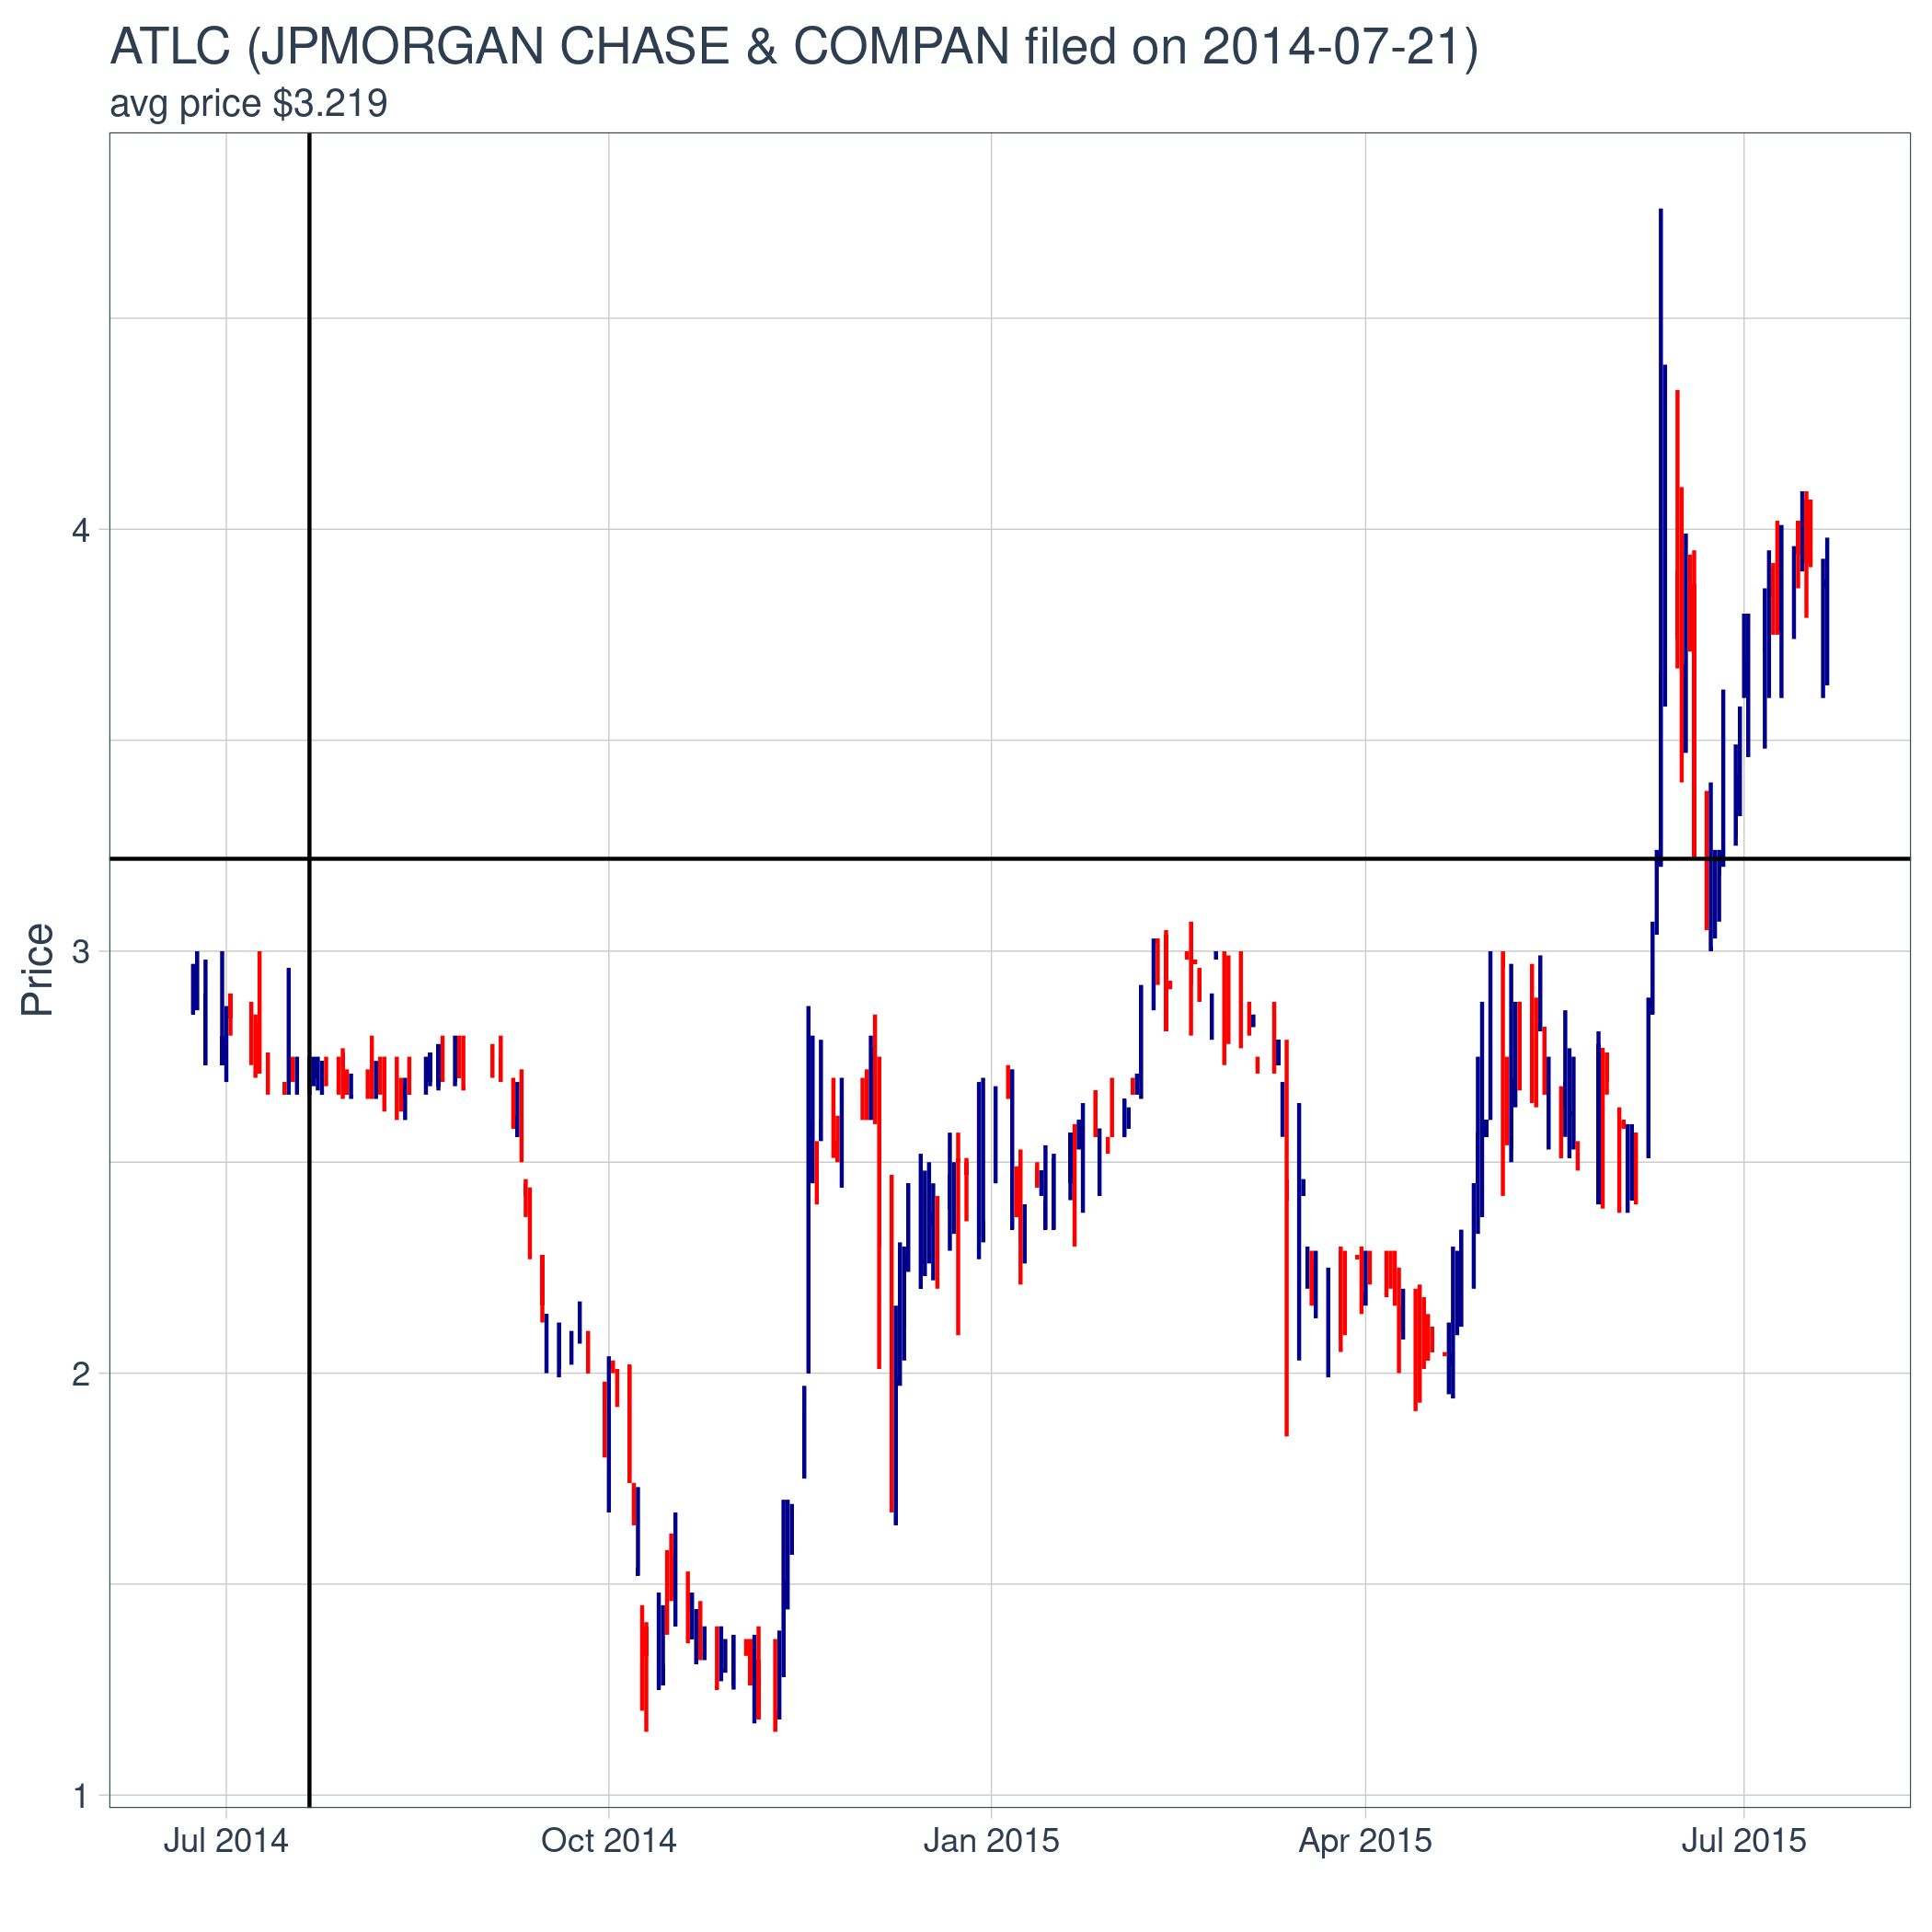 ATLC (JPMORGAN CHASE & COMPAN filed on 2014-07-21)
avg price $3.219
Price
4
3
2
1
Jul 2014
Oct 2014
Jan 2015
Apr 2015
Jul 2015